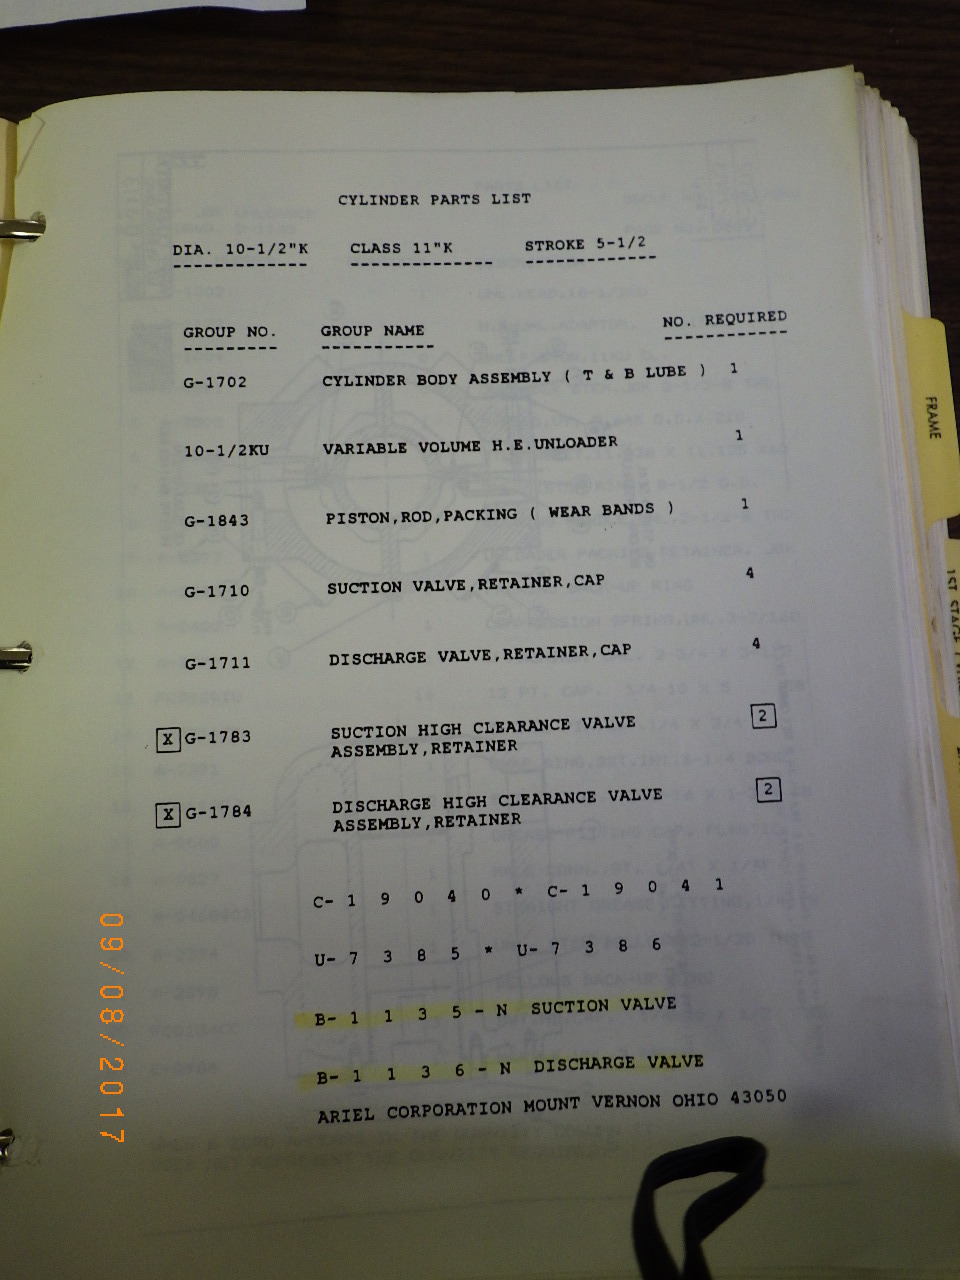 CYLINDER PARTS LIST
DIA. 10-1/2"K CLASS 11"K STROKE 5-1/2
GROUP NO. GROUP NAME NO. REQUIRED
G-1702 CYLINDER BODY ASSEMBLY ( T & B LUBE ) 1
10-1/2KU VARIABLE VOLUME H.E.UNLOADER 1
G-1843 PISTON,ROD,PACKING ( WEAR BANDS ) 1
G-1710 SUCTION VALVE,RETAINER,CAP 4
G-1711 DISCHARGE VALVE,RETAINER,CAP 4
X G-1783 SUCTION HIGH CLEARANCE VALVE 2
ASSEMBLY,RETAINER
X G-1784 DISCHARGE HIGH CLEARANCE VALVE 2
ASSEMBLY,RETAINER
C- 1 9 0 4 0 * C- 1 9 0 4 1
U- 7 3 8 5 * U- 7 3 8 6
B- 1 1 3 5 - N SUCTION VALVE
B- 1 1 3 6 - N DISCHARGE VALVE
ARIEL CORPORATION MOUNT VERNON OHIO 43050
FRAME
1ST STAGE
09/08/2017